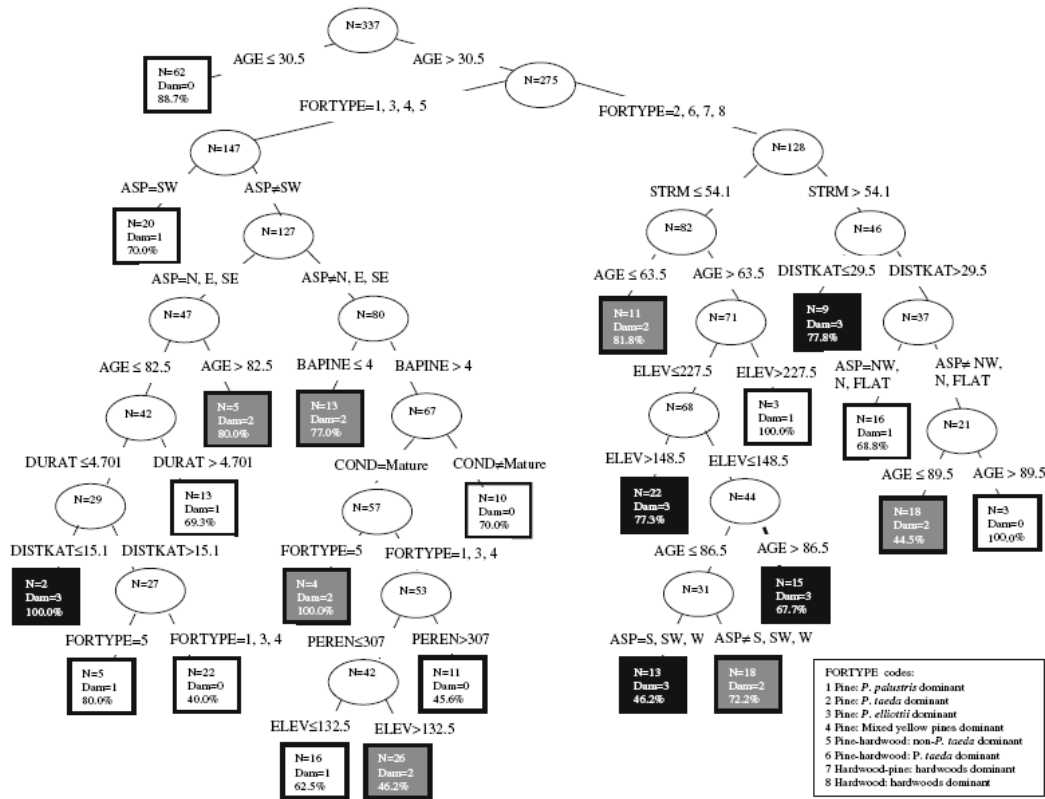 N=337
AGE ≤ 30.5 AGE > 30.5
N=62
Dam=0
88.7%
N=275
FORTYPE=1, 3, 4, 5 FORTYPE=2, 6, 7, 8
N=147 N=128
ASP=SW ASP≠SW STRM ≤ 54.1 STRM > 54.1
N=20
Dam=1
70.0%
N=127 N=82 N=46
ASP=N, E, SE ASP≠N, E, SE AGE ≤ 63.5 AGE > 63.5 DISTKAT≤29.5 DISTKAT>29.5
N=47 N=80
N=11
Dam=2
81.8%
N=71
N=9
Dam=3
77.8%
N=37
AGE ≤ 82.5 AGE > 82.5 BAPINE ≤ 4 BAPINE > 4 ELEV≤227.5 ELEV>227.5
ASP=NW,
N, FLAT
ASP≠ NW,
N, FLAT
N=42
N=5
Dam=2
80.0%
N=13
Dam=2
77.0%
N=67 N=68
N=3
Dam=1
100.0%
N=16
Dam=1
68.8%
N=21
DURAT ≤4.701 DURAT > 4.701 COND=Mature COND≠Mature ELEV>148.5 ELEV≤148.5 AGE ≤ 89.5 AGE > 89.5
N=29
N=13
Dam=1
69.3%
N=57
N=10
Dam=0
70.0%
N=22
Dam=3
77.3%
N=44
N=18
Dam=2
44.5%
N=3
Dam=0
100.0%
DISTKAT≤15.1 DISTKAT>15.1 FORTYPE=5 FORTYPE=1, 3, 4 AGE ≤ 86.5 AGE > 86.5
N=2
Dam=3
100.0%
N=27
N=4
Dam=2
100.0%
N=53 N=31
N=15
Dam=3
67.7%
FORTYPE=5 FORTYPE=1, 3, 4 PEREN≤307 PEREN>307 ASP=S, SW, W ASP≠ S, SW, W
N=5
Dam=1
80.0%
N=22
Dam=0
40.0%
N=42
N=11
Dam=0
45.6%
N=13
Dam=3
46.2%
N=18
Dam=2
72.2%
ELEV≤132.5 ELEV>132.5
N=16
Dam=1
62.5%
N=26
Dam=2
46.2%
FORTYPE codes:
1 Pine: P. palustris dominant
2 Pine: P. taeda dominant
3 Pine: P. elliottii dominant
4 Pine: Mixed yellow pines dominant
5 Pine-hardwood: non-P. taeda dominant
6 Pine-hardwood: P. taeda dominant
7 Hardwood-pine: hardwoods dominant
8 Hardwood: hardwoods dominant